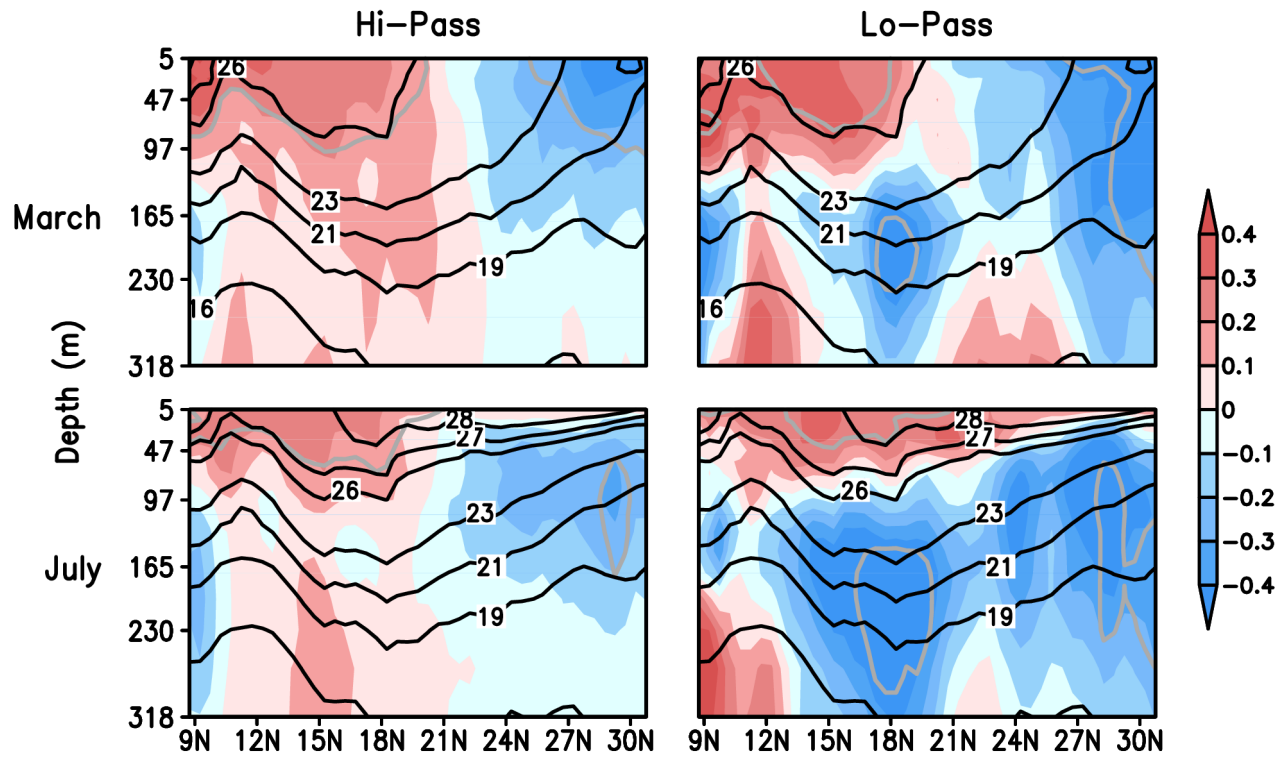 Hi-Pass Lo-Pass
5 26 26
47
97
23 23
March 165 21 21
19 19
230
16 16
318
Depth (m)
5 28 28
47 27 27
97 26 26
23 23
July 165 21 21
19 19
230
318
9N 12N 15N 18N 21N 24N 27N 30N 9N 12N 15N 18N 21N 24N 27N 30N
0.4
0.3
0.2
0.1
0
-0.1
-0.2
-0.3
-0.4